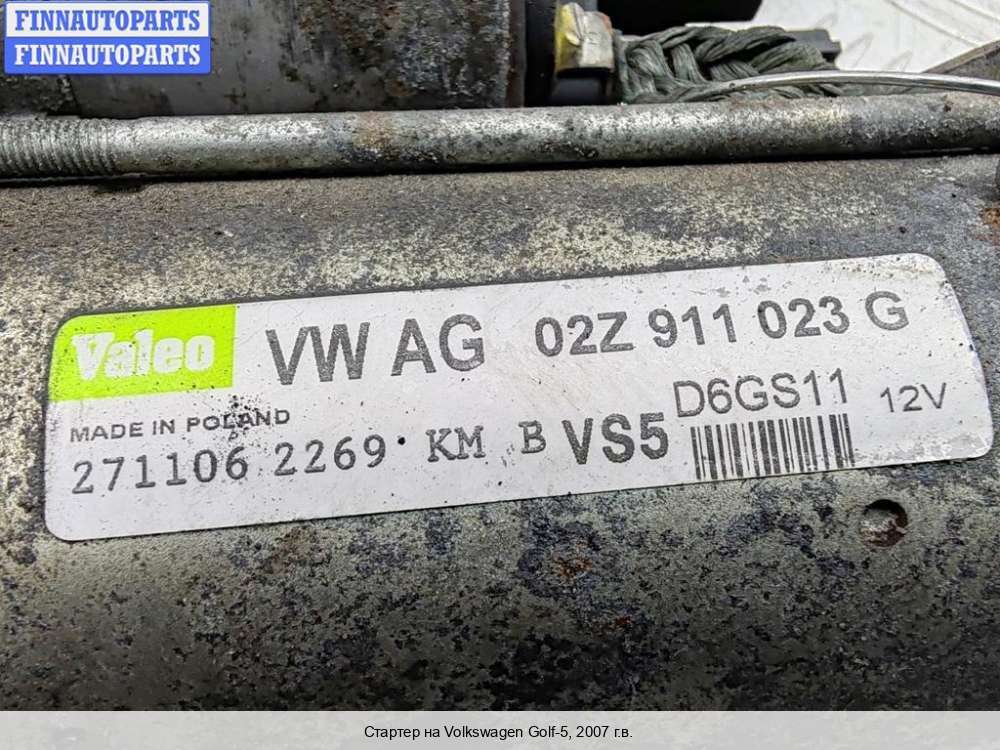 FINNAUTOPARTS
FINNAUTOPARTS
Valeo VW AG 02Z 911 023 G
MADE IN POLAND D6GS11 12V
271106 2269 KM B VS5
Стартер на Volkswagen Golf-5, 2007 г.в.